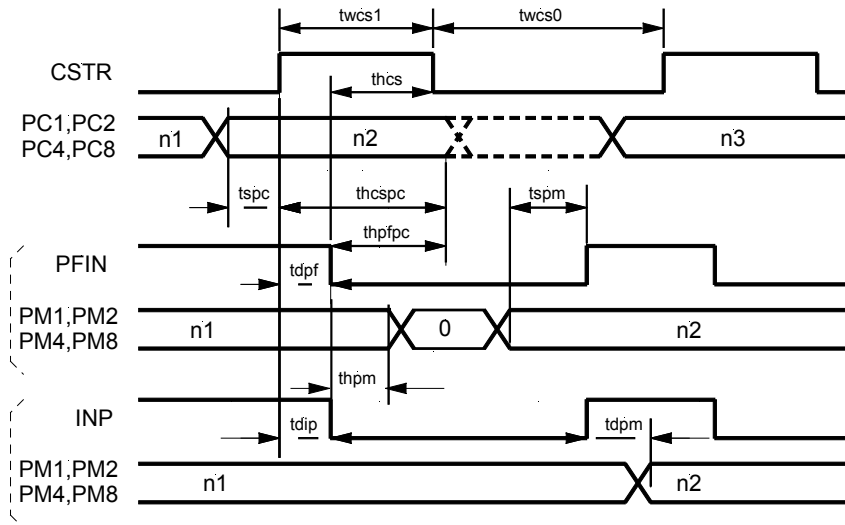 twcs1 twcs0
CSTR
thcs
PC1,PC2
PC4,PC8
n1 n2 n3
tspc thcspc tspm
thpfpc
PFIN
tdpf
PM1,PM2
PM4,PM8
n1 0 n2
thpm
INP
tdip tdpm
PM1,PM2
PM4,PM8
n1 n2